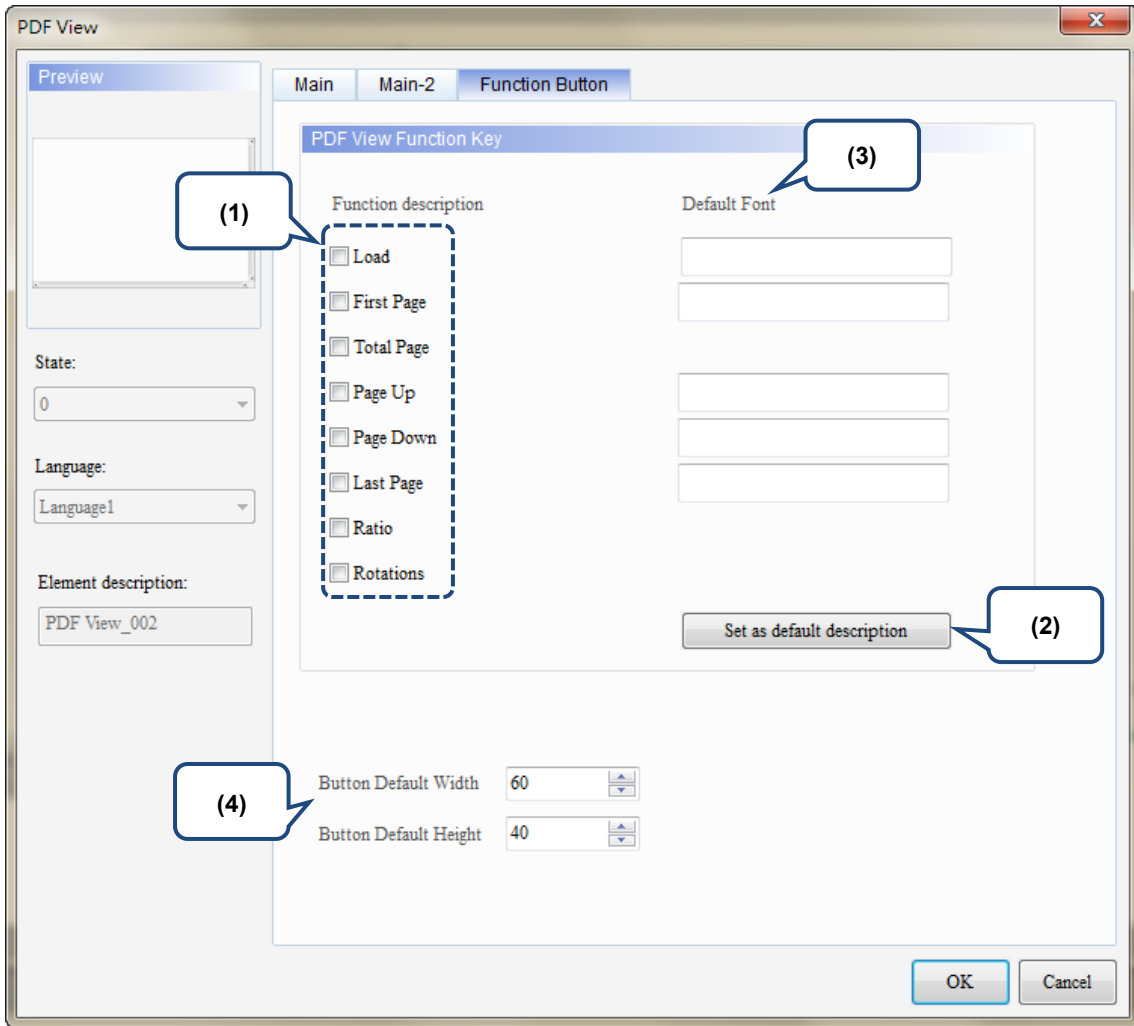 PDF View
Preview
Main Main-2 Function Button
PDF View Function Key
(3)
(1)
Function description Default Font
Load
First Page
Total Page
State:
0
Page Up
Page Down
Language:
Last Page
Language1
Ratio
Rotations
Element description:
PDF View_002
Set as default description (2)
Button Default Width 60
(4)
Button Default Height 40
OK Cancel